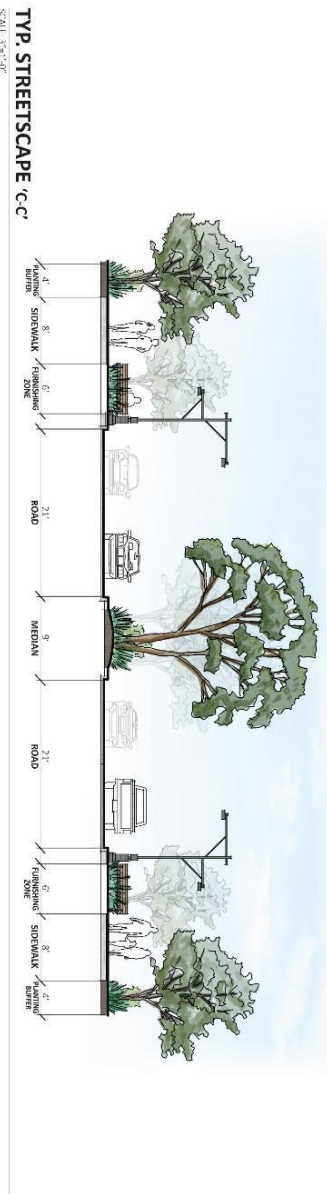 TYP. STREETSCAPE 'C-C'
SCALE: 3"=1'-0"
4'
PLANTING
BUFFER
8'
SIDEWALK
6'
FURNISHING
ZONE
21'
ROAD
9'
MEDIAN
21'
ROAD
6'
FURNISHING
ZONE
8'
SIDEWALK
4'
PLANTING
BUFFER